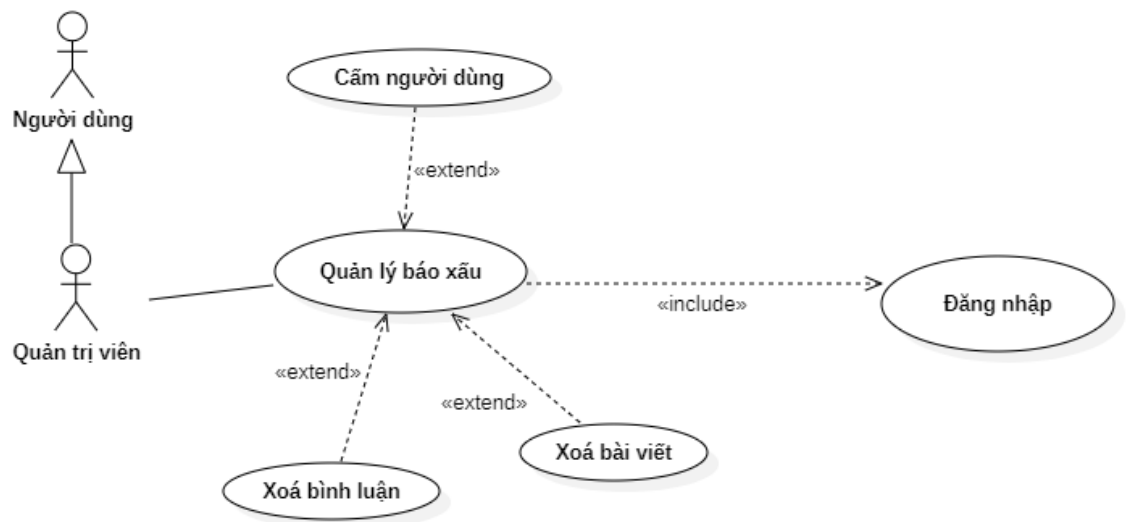 Người dùng
Cấm người dùng
«extend»
Quản lý báo xấu
«include»
Đăng nhập
Quản trị viên
«extend»
«extend»
Xoá bài viết
Xoá bình luận